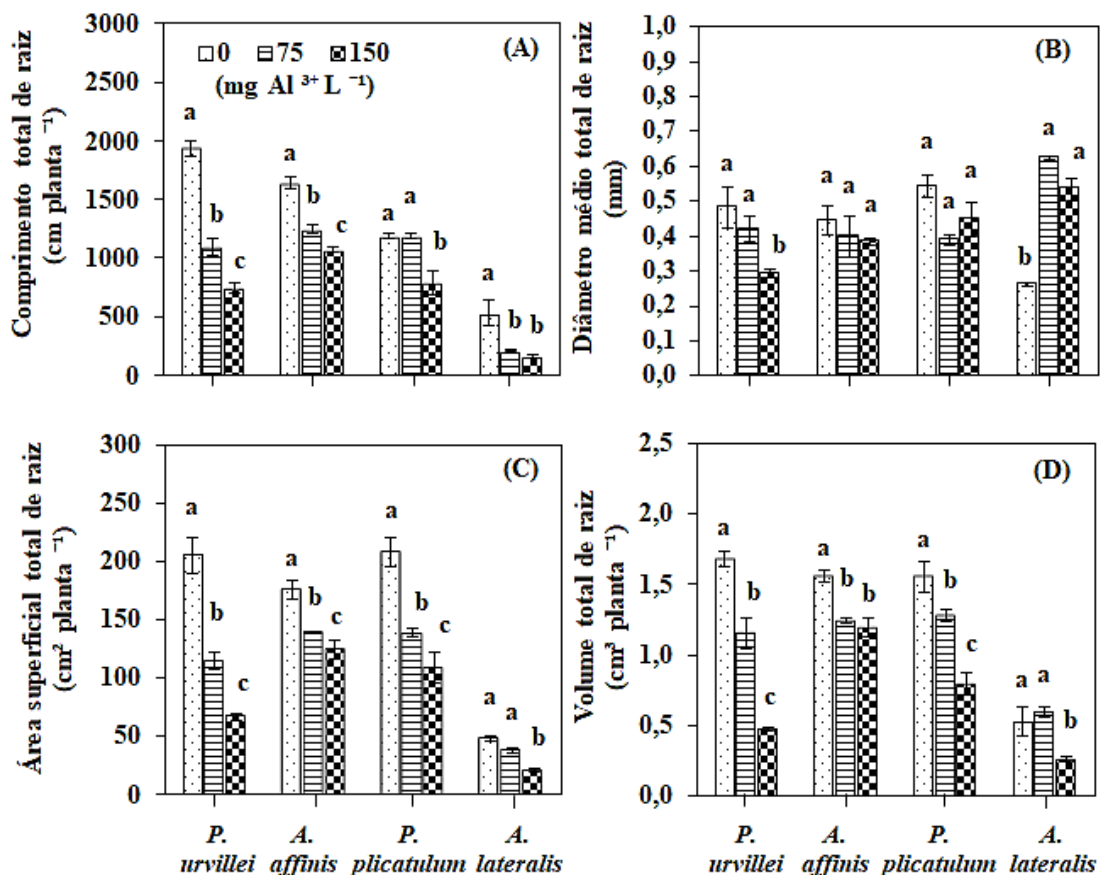 Comprimento total de raiz
(cm planta ⁻¹)
3000
2500
2000
1500
1000
500
0
0 75 150
(mg Al ³⁺ L ⁻¹)
(A)
a b c
a b c
a a b
a b b
Diâmetro médio total de raiz
(mm)
1,0
0,9
0,8
0,7
0,6
0,5
0,4
0,3
0,2
0,1
0,0
(B)
a a b
a a a
a a a
b a a
Área superficial total de raiz
(cm² planta ⁻¹)
300
250
200
150
100
50
0
(C)
a b c
a b c
a b c
a a b
P. urvillei
A. affinis
P. plicatulum
A. lateralis
Volume total de raiz
(cm³ planta ⁻¹)
2,5
2,0
1,5
1,0
0,5
0,0
(D)
a b c
a b b
a b c
a a b
P. urvillei
A. affinis
P. plicatulum
A. lateralis